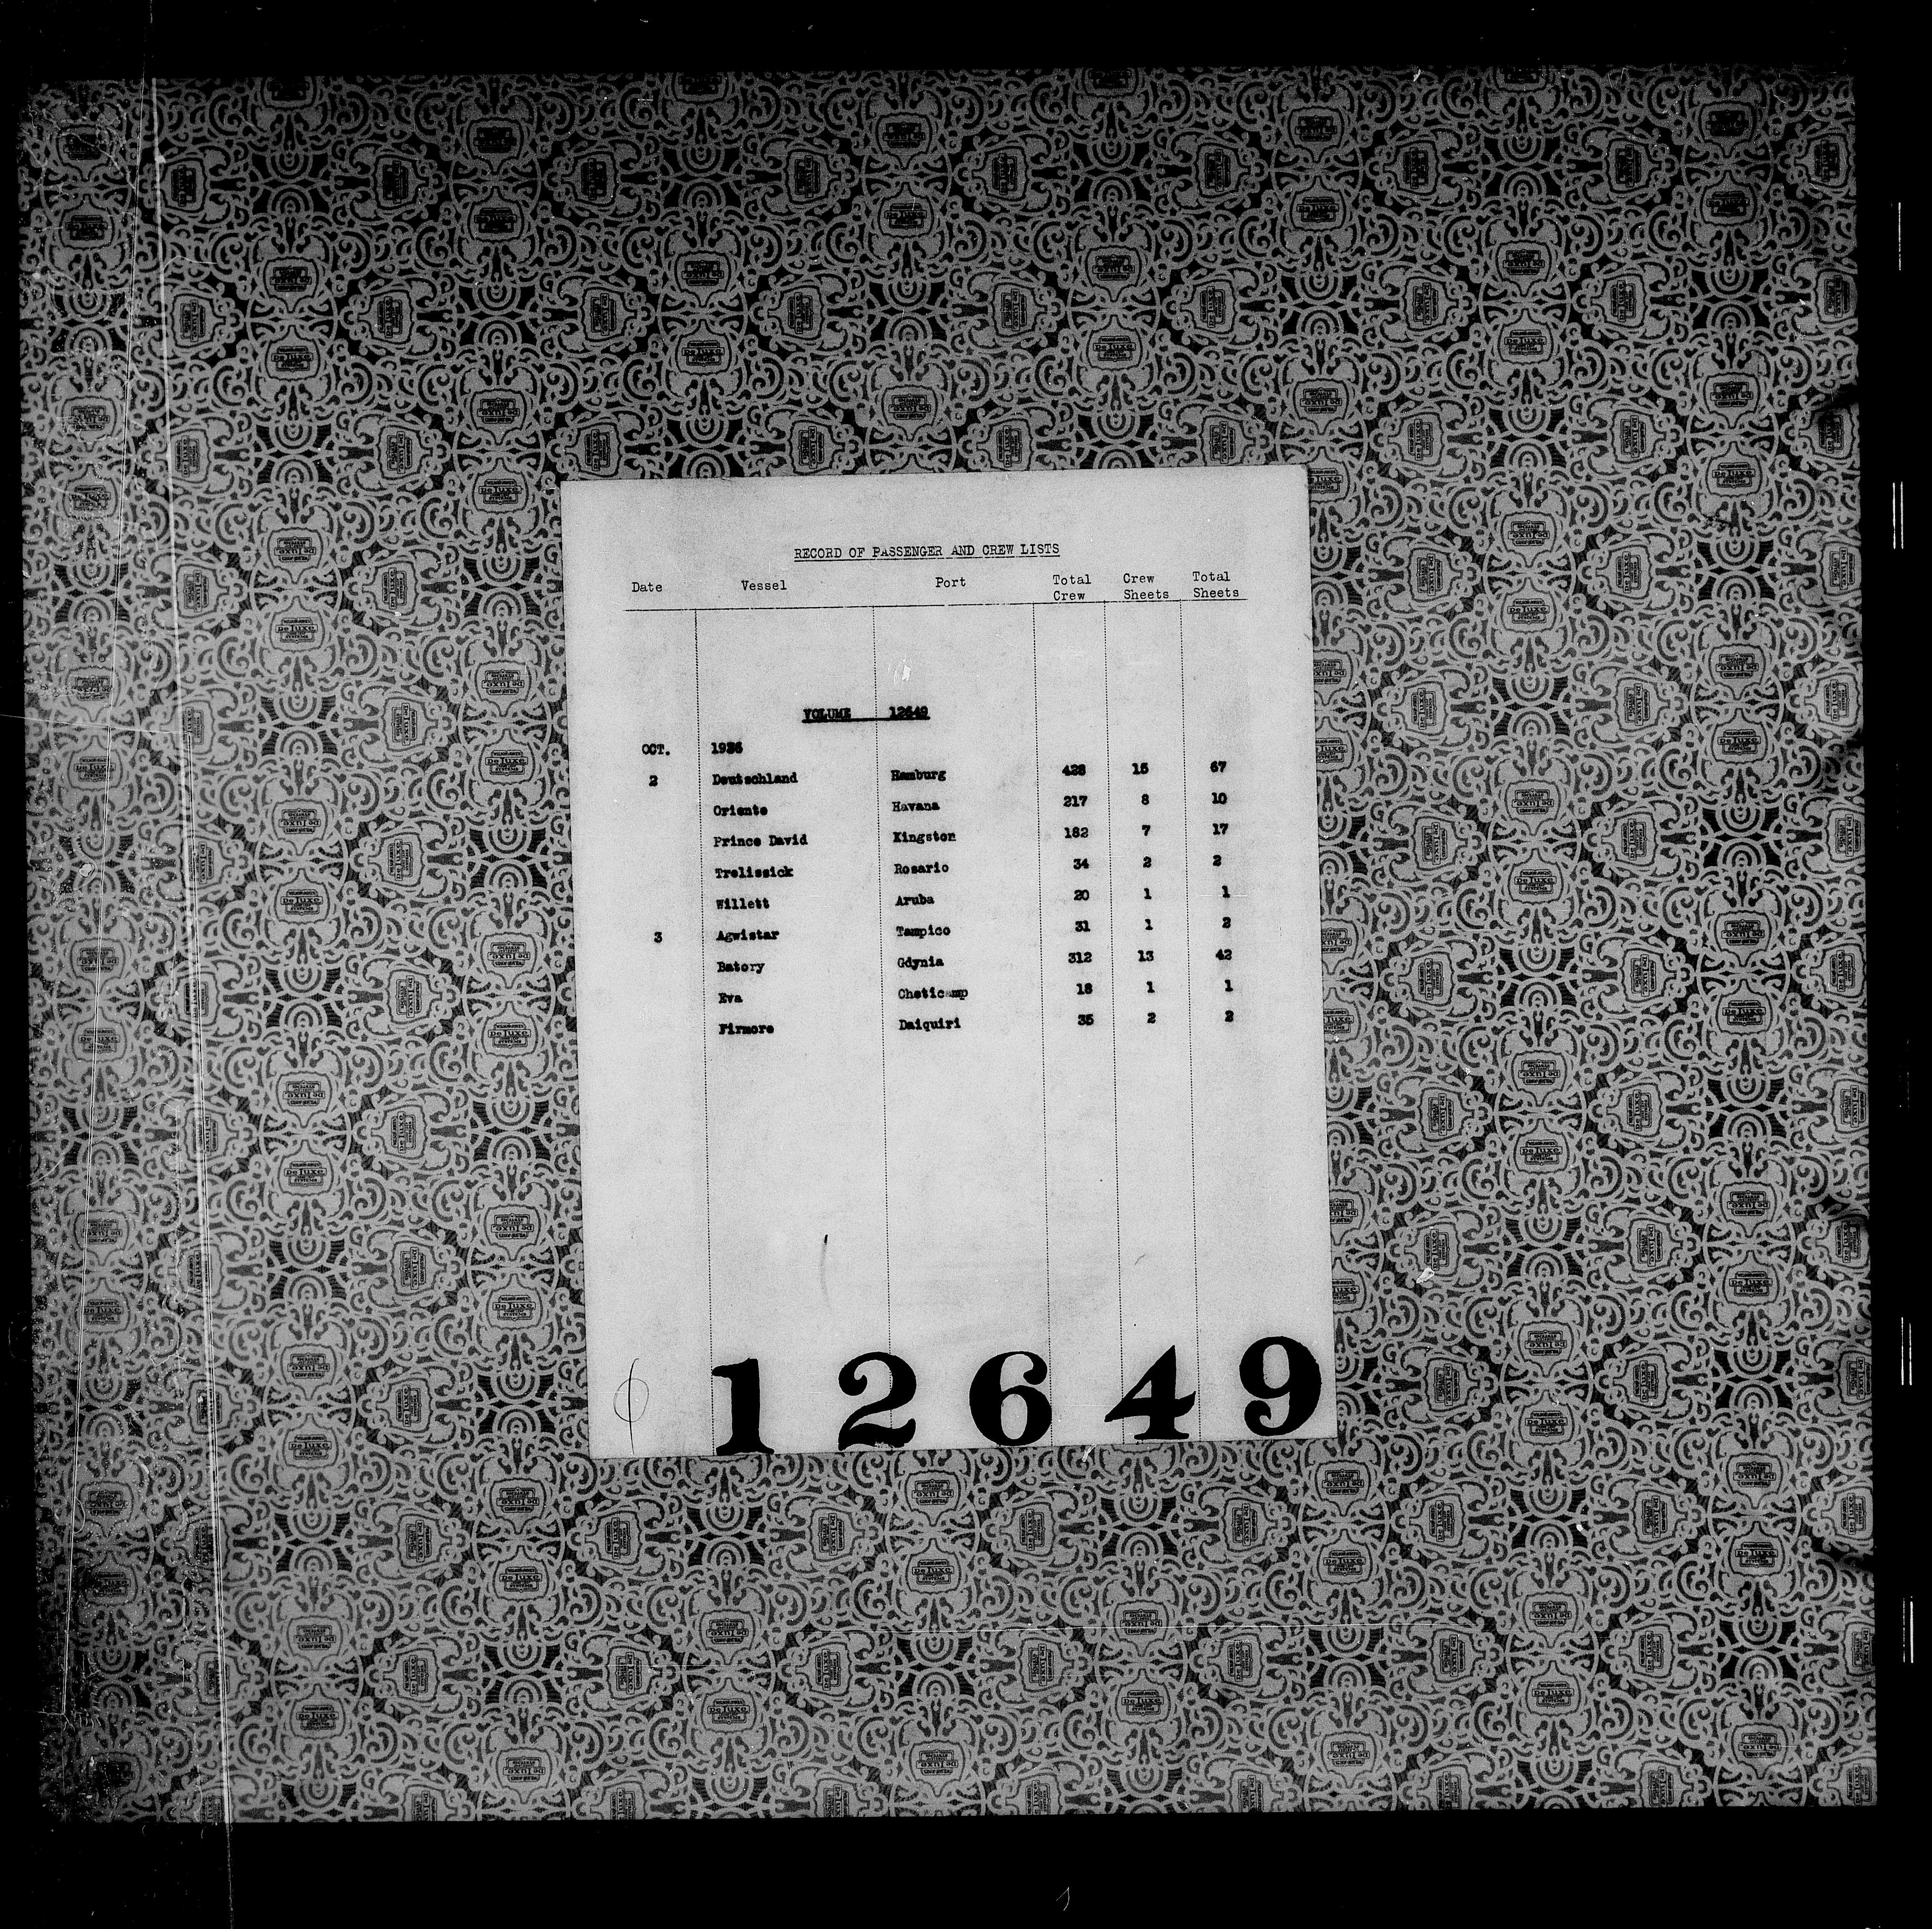 RECORD OF PASSENGER AND CREW LISTS
Date Vessel Port Total Crew Crew Sheets Total Sheets
VOLUME 12649
OCT. 1936
2 Deutschland Hamburg 428 15 67
Oriente Havana 217 8 10
Prince David Kingston 182 7 17
Trelissick Rosario 34 2 2
Willett Aruba 20 1 1
3 Agwistar Tampico 31 1 2
Batory Gdynia 312 13 42
Eva Cheticamp 18 1 1
Firmore Daiquiri 35 2 2
12649